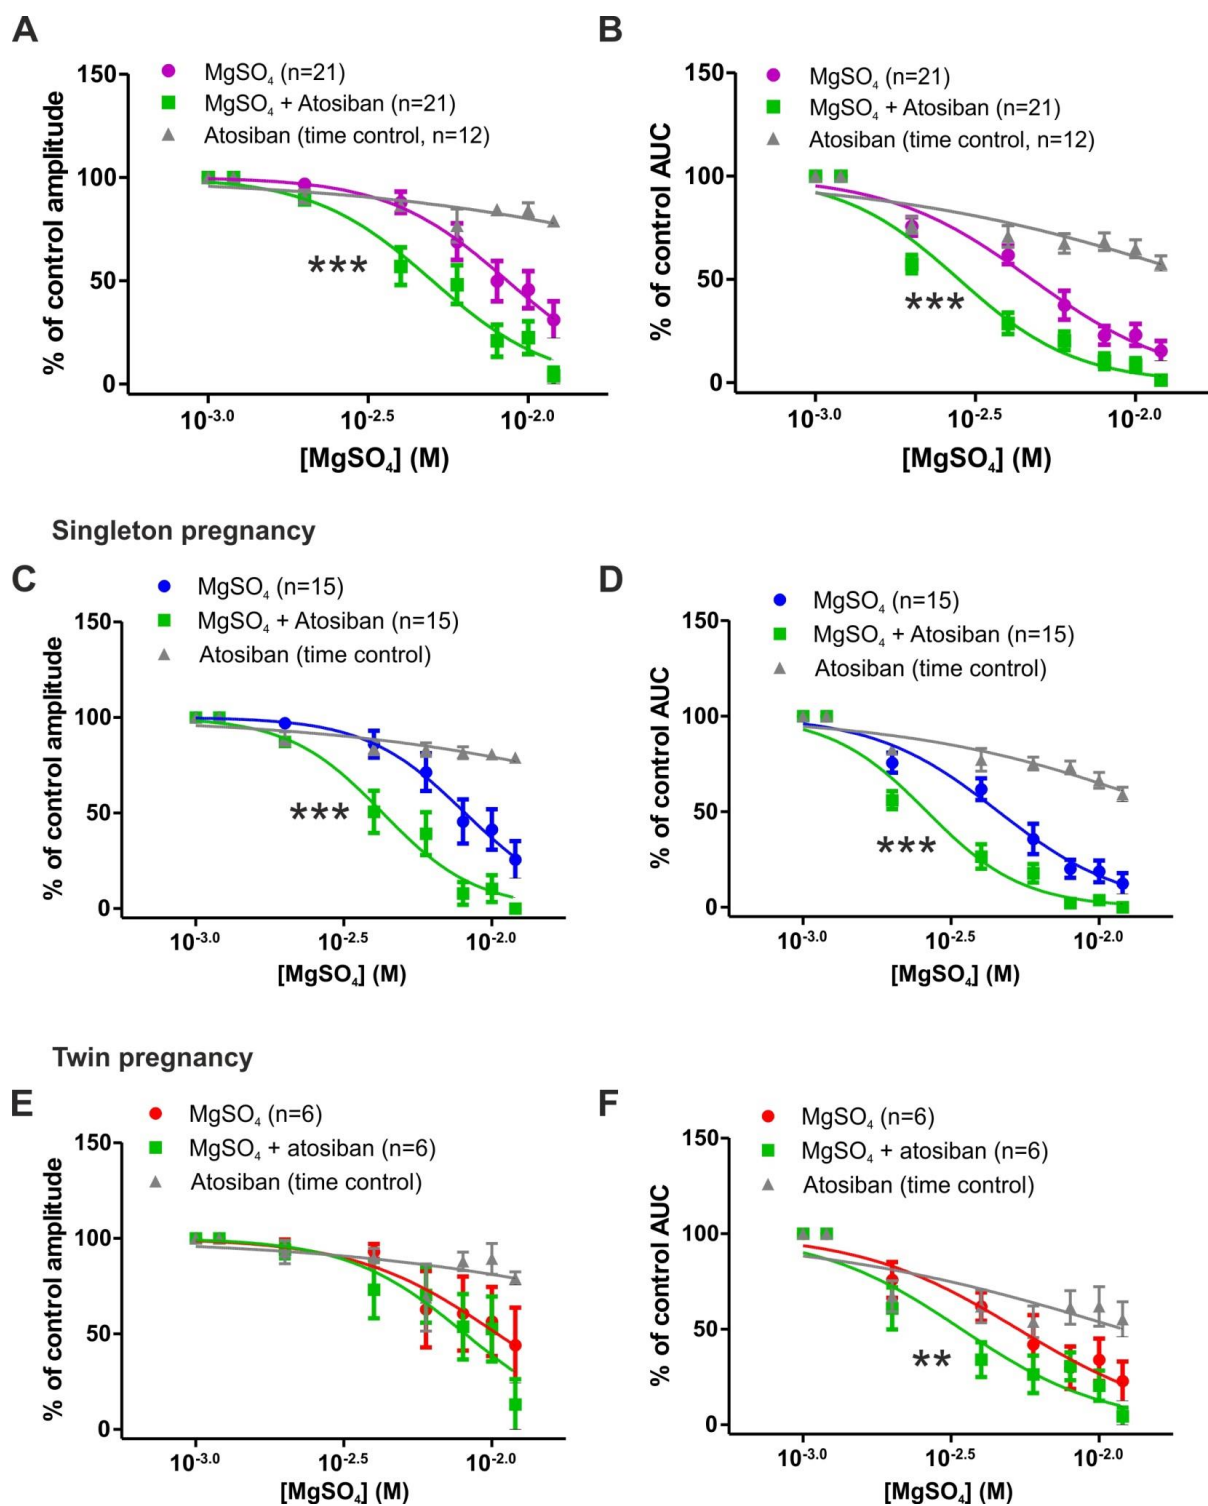 A
MgSO₄ (n=21)
MgSO₄ + Atosiban (n=21)
Atosiban (time control, n=12)
% of control amplitude
150
100
50
0
***
10⁻³·⁰ 10⁻²·⁵ 10⁻²·⁰
[MgSO₄] (M)
B
MgSO₄ (n=21)
MgSO₄ + Atosiban (n=21)
Atosiban (time control, n=12)
% of control AUC
150
100
50
0
***
10⁻³·⁰ 10⁻²·⁵ 10⁻²·⁰
[MgSO₄] (M)
Singleton pregnancy
C
MgSO₄ (n=15)
MgSO₄ + Atosiban (n=15)
Atosiban (time control)
% of control amplitude
150
100
50
0
***
10⁻³·⁰ 10⁻²·⁵ 10⁻²·⁰
[MgSO₄] (M)
D
MgSO₄ (n=15)
MgSO₄ + Atosiban (n=15)
Atosiban (time control)
% of control AUC
150
100
50
0
***
10⁻³·⁰ 10⁻²·⁵ 10⁻²·⁰
[MgSO₄] (M)
Twin pregnancy
E
MgSO₄ (n=6)
MgSO₄ + atosiban (n=6)
Atosiban (time control)
% of control amplitude
150
100
50
0
10⁻³·⁰ 10⁻²·⁵ 10⁻²·⁰
[MgSO₄] (M)
F
MgSO₄ (n=6)
MgSO₄ + atosiban (n=6)
Atosiban (time control)
% of control AUC
150
100
50
0
**
10⁻³·⁰ 10⁻²·⁵ 10⁻²·⁰
[MgSO₄] (M)